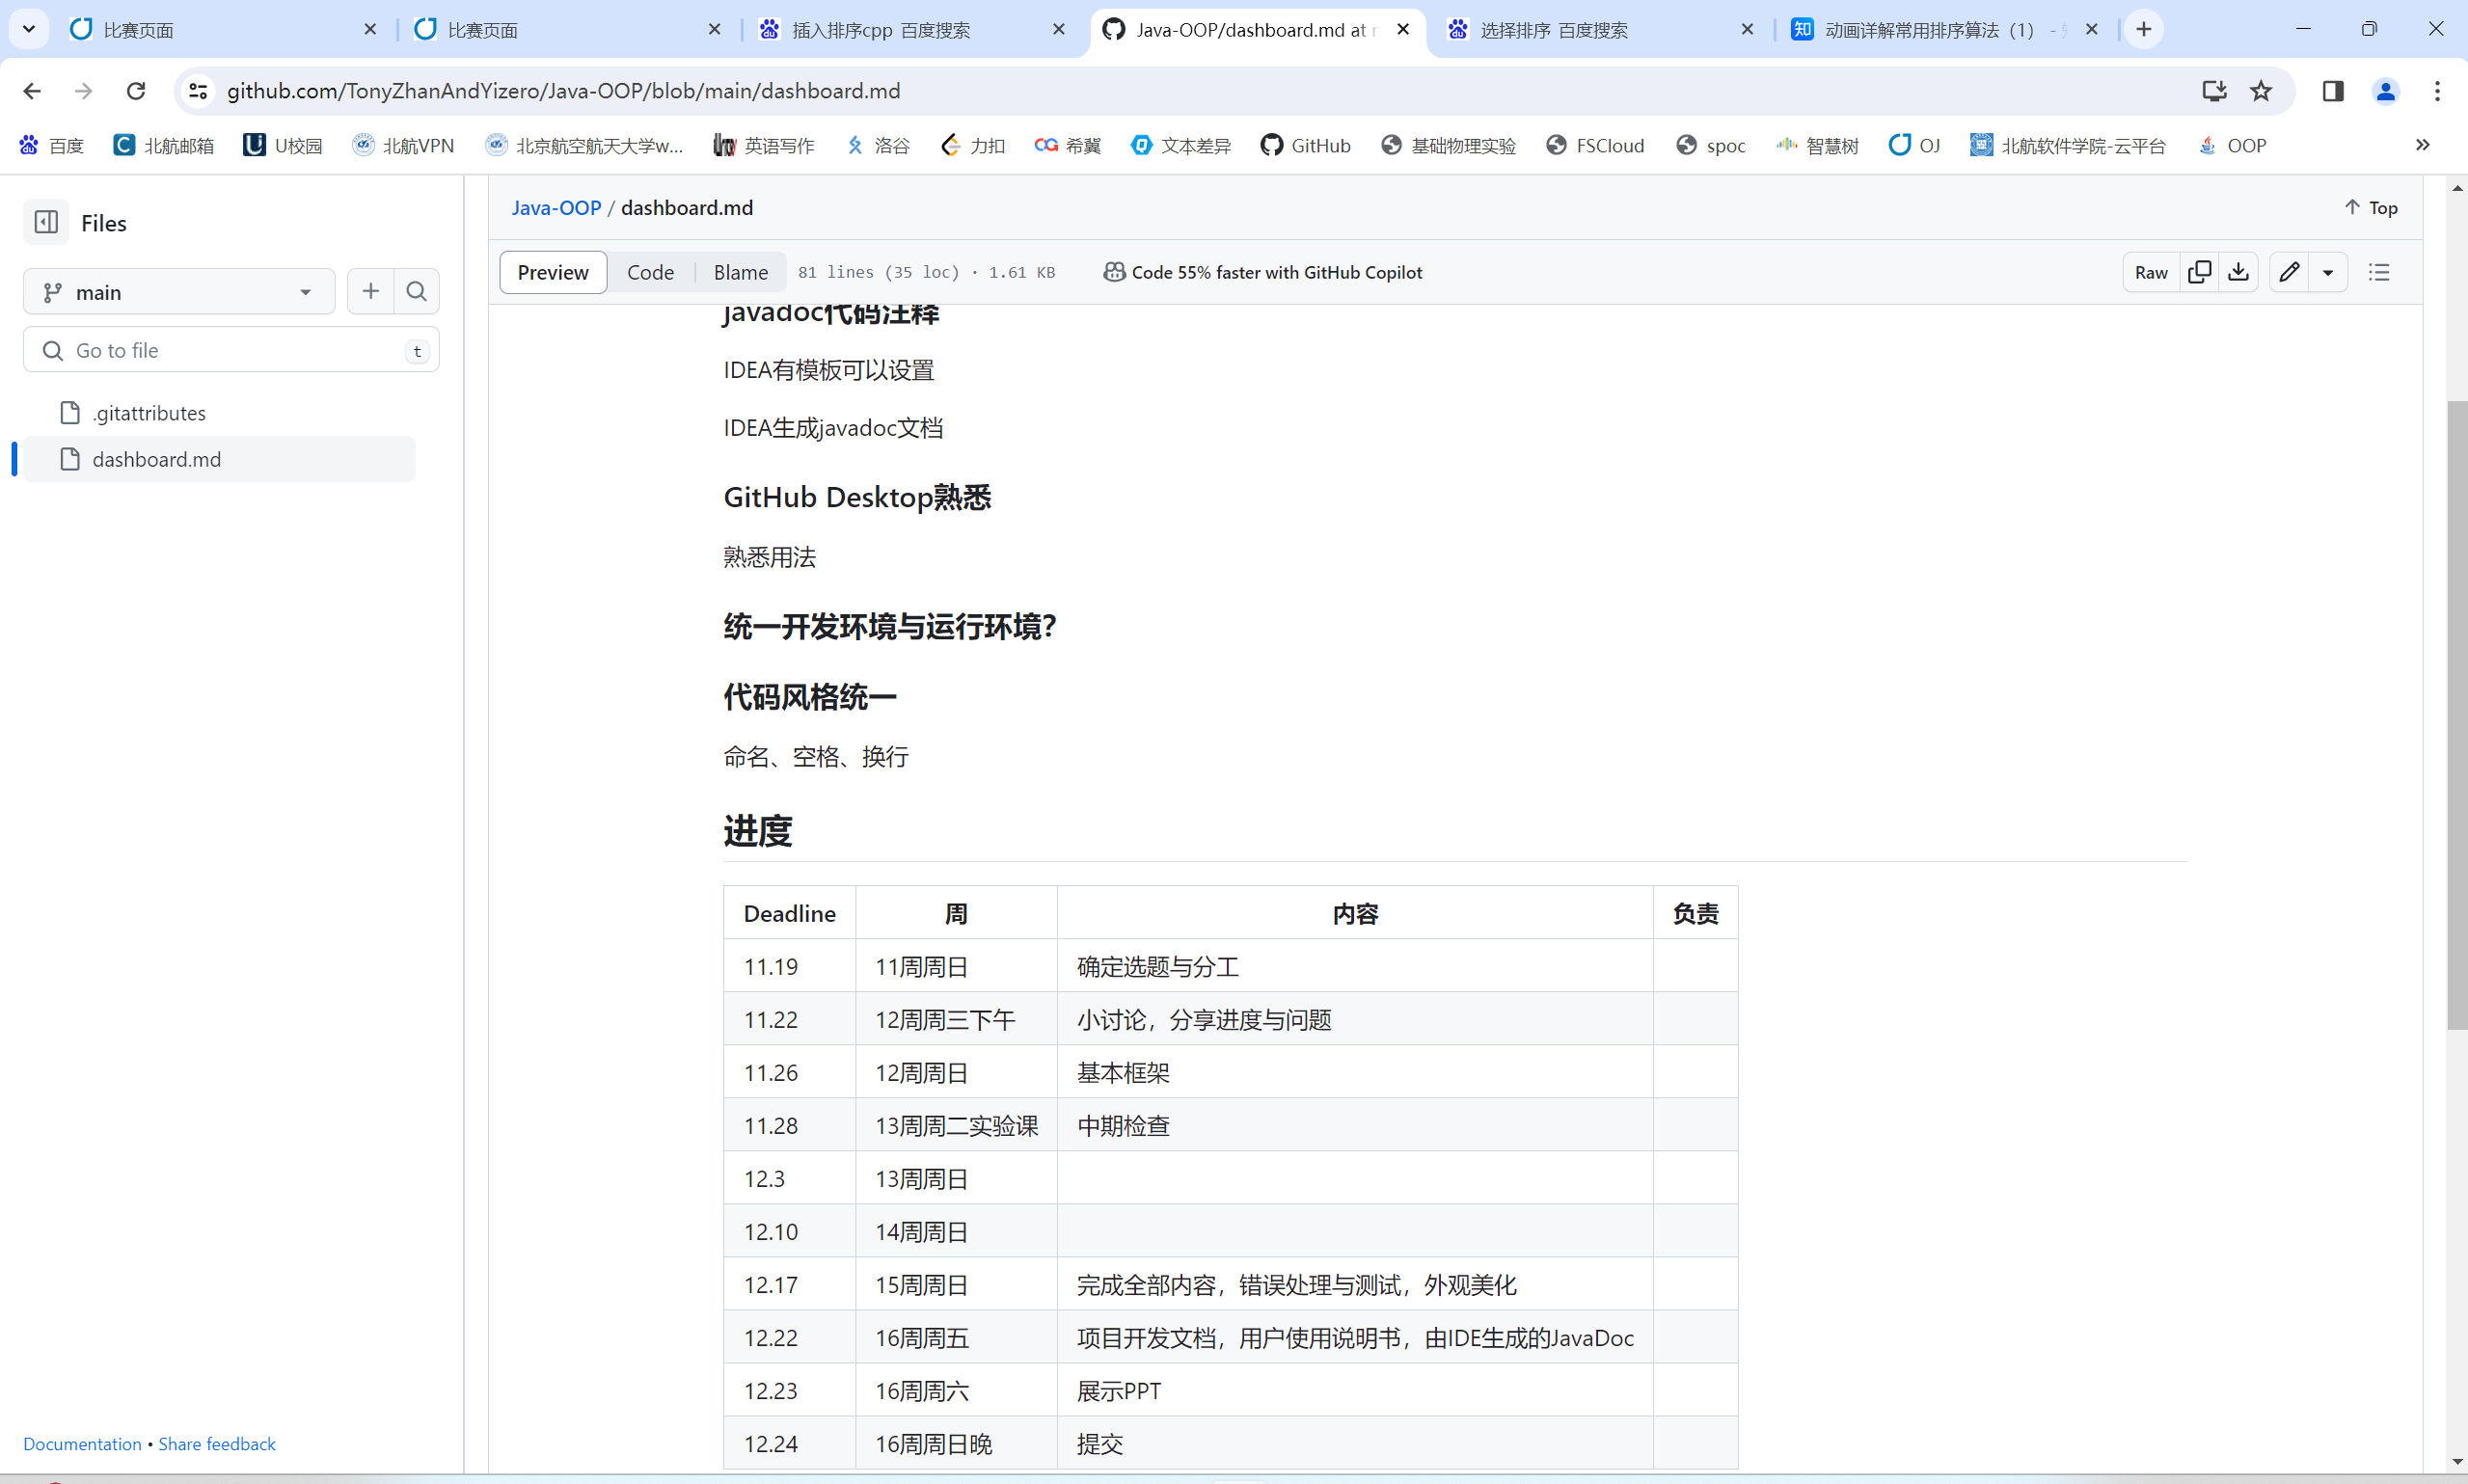 比赛页面
比赛页面
插入排序cpp_百度搜索
Java-OOP/dashboard.md at
选择排序_百度搜索
动画详解常用排序算法（1） -
github.com/TonyZhanAndYizero/Java-OOP/blob/main/dashboard.md
百度 北航邮箱 U校园 北航VPN 北京航空航天大学w... 英语写作 洛谷 力扣 希冀 文本差异 GitHub 基础物理实验 FSCloud spoc 智慧树 OJ 北航软件学院-云平台 OOP
Files
main
Go to file t
.gitattributes
dashboard.md
Documentation • Share feedback
Java-OOP / dashboard.md
Top
Preview Code Blame 81 lines (35 loc) · 1.61 KB Code 55% faster with GitHub Copilot Raw
javadoc代码注释
IDEA有模板可以设置
IDEA生成javadoc文档
GitHub Desktop熟悉
熟悉用法
统一开发环境与运行环境？
代码风格统一
命名、空格、换行
进度
Deadline 周 内容 负责
11.19 11周周日 确定选题与分工
11.22 12周周三下午 小讨论，分享进度与问题
11.26 12周周日 基本框架
11.28 13周周二实验课 中期检查
12.3 13周周日
12.10 14周周日
12.17 15周周日 完成全部内容，错误处理与测试，外观美化
12.22 16周周五 项目开发文档，用户使用说明书，由IDE生成的JavaDoc
12.23 16周周六 展示PPT
12.24 16周周日晚 提交